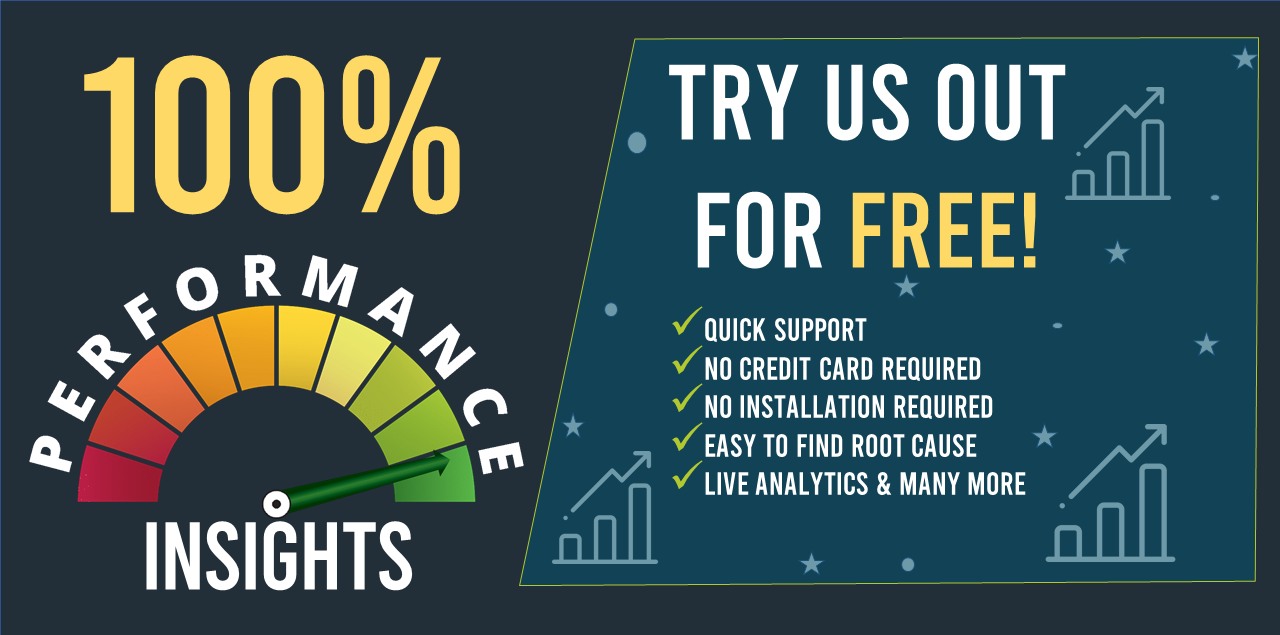 100%
PERFORMANCE
INSIGHTS
TRY US OUT
FOR FREE!
QUICK SUPPORT
NO CREDIT CARD REQUIRED
NO INSTALLATION REQUIRED
EASY TO FIND ROOT CAUSE
LIVE ANALYTICS & MANY MORE